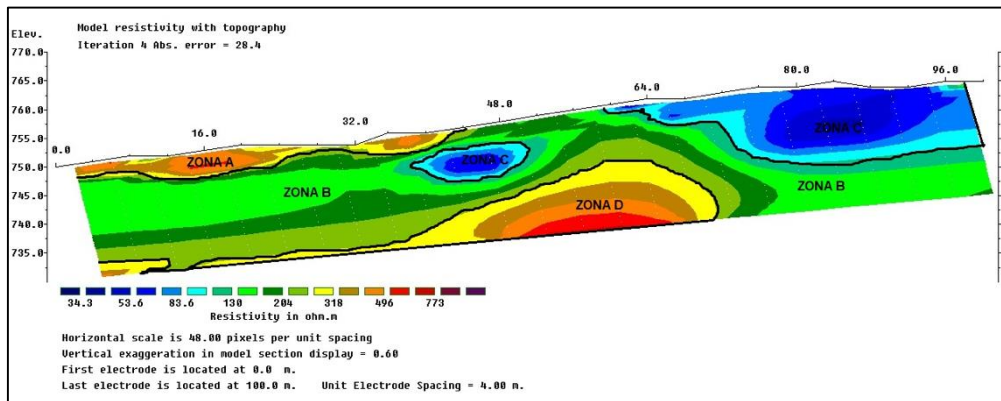 Model resistivity with topography
Elev.
Iteration 4 Abs. error = 28.4
770.0
765.0
760.0
755.0
750.0
745.0
740.0
735.0
0.0
16.0
32.0
48.0
64.0
80.0
96.0
ZONA A
ZONA B
ZONA C
ZONA D
ZONA C
ZONA B
34.3 53.6 83.6 130 204 318 496 773
Resistivity in ohm.m
Horizontal scale is 48.00 pixels per unit spacing
Vertical exaggeration in model section display = 0.60
First electrode is located at 0.0 m.
Last electrode is located at 100.0 m. Unit Electrode Spacing = 4.00 m.